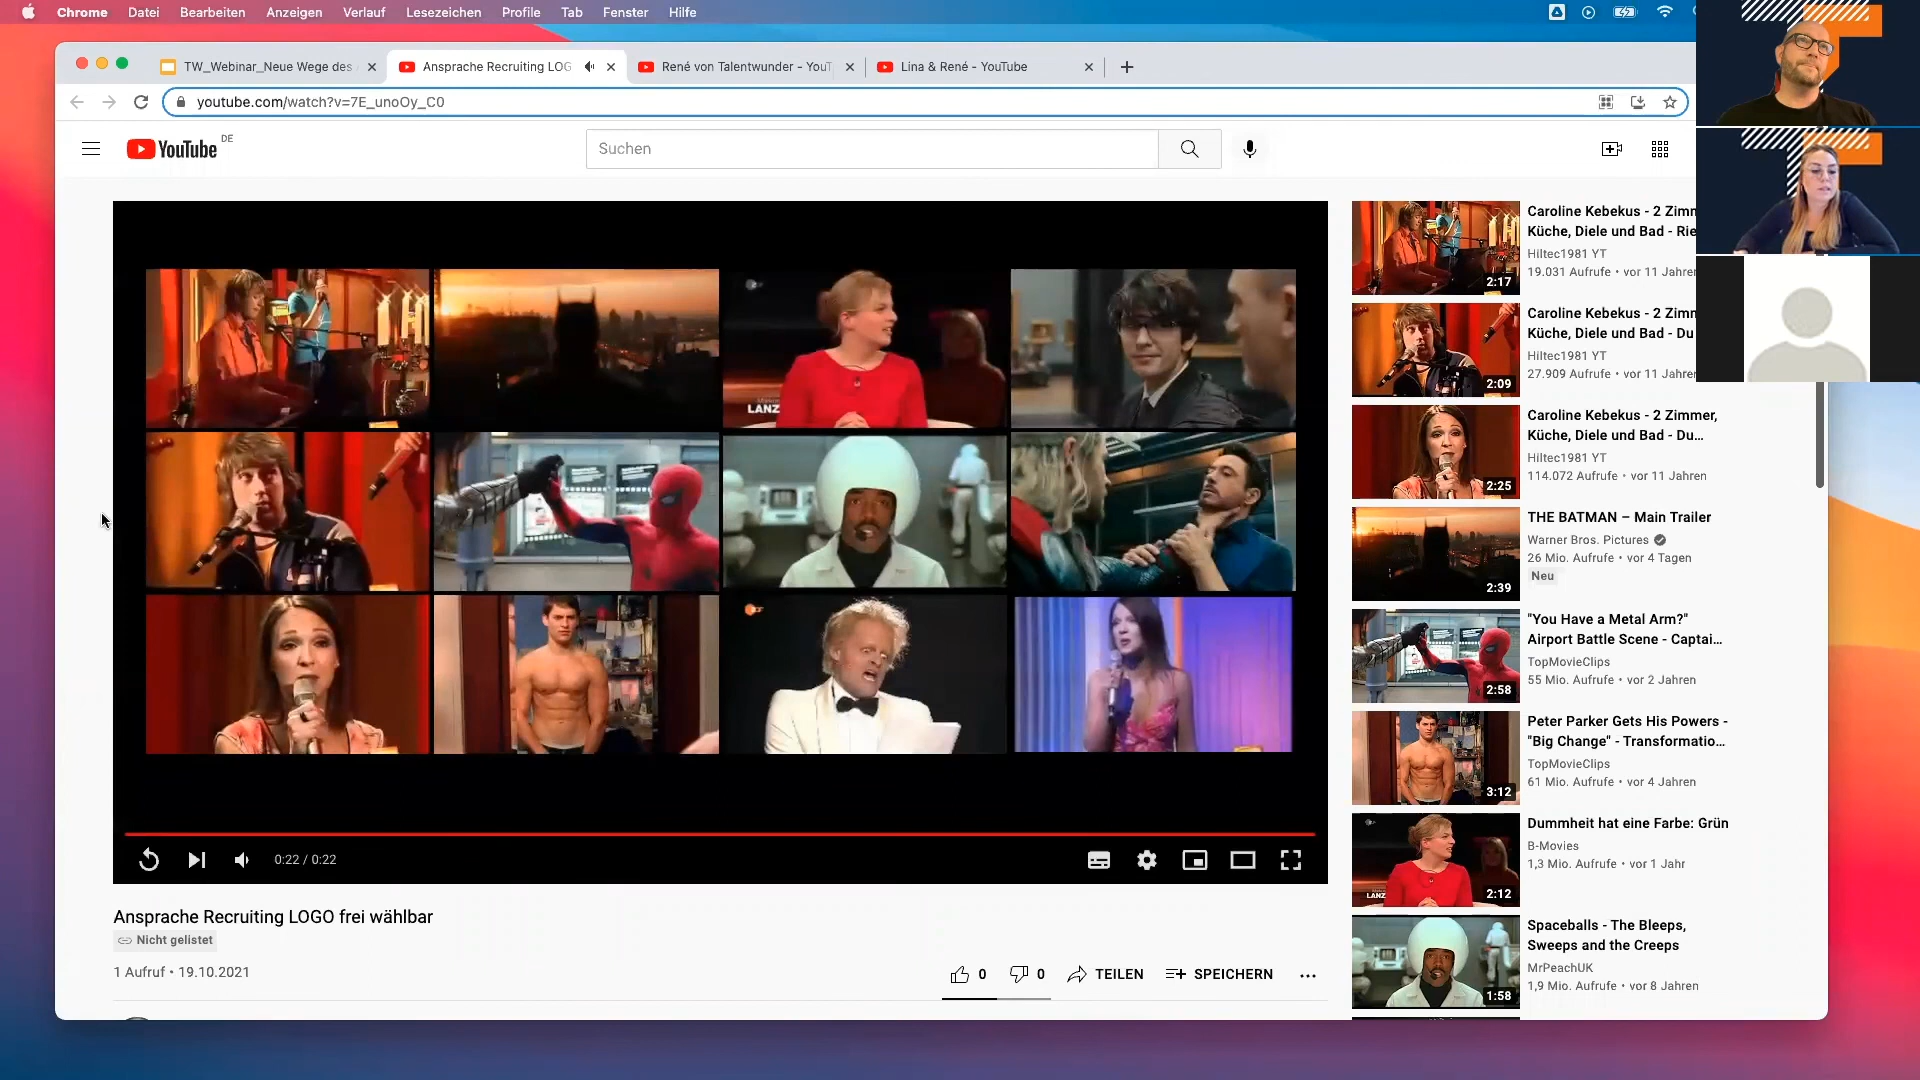 Chrome Datei Bearbeiten Anzeigen Verlauf Lesezeichen Profile Tab Fenster Hilfe
TW_Webinar_Neue Wege des
Ansprache Recruiting LOG
René von Talentwunder - YouT
Lina & René - YouTube
youtube.com/watch?v=7E_unoOy_C0
YouTube DE
Suchen
LANZ
0:22 / 0:22
Ansprache Recruiting LOGO frei wählbar
Nicht gelistet
1 Aufruf • 19.10.2021
0
0
TEILEN
SPEICHERN
2:17
Caroline Kebekus - 2 Zimm
Küche, Diele und Bad - Rie
Hiltec1981 YT
19.031 Aufrufe • vor 11 Jahren
2:09
Caroline Kebekus - 2 Zimm
Küche, Diele und Bad - Du
Hiltec1981 YT
27.909 Aufrufe • vor 11 Jahren
2:25
Caroline Kebekus - 2 Zimmer,
Küche, Diele und Bad - Du...
Hiltec1981 YT
114.072 Aufrufe • vor 11 Jahren
2:39
THE BATMAN – Main Trailer
Warner Bros. Pictures
26 Mio. Aufrufe • vor 4 Tagen
Neu
2:58
"You Have a Metal Arm?"
Airport Battle Scene - Captai...
TopMovieClips
55 Mio. Aufrufe • vor 2 Jahren
3:12
Peter Parker Gets His Powers -
"Big Change" - Transformatio...
TopMovieClips
61 Mio. Aufrufe • vor 4 Jahren
LANZ
2:12
Dummheit hat eine Farbe: Grün
B-Movies
1,3 Mio. Aufrufe • vor 1 Jahr
1:58
Spaceballs - The Bleeps,
Sweeps and the Creeps
MrPeachUK
1,9 Mio. Aufrufe • vor 8 Jahren